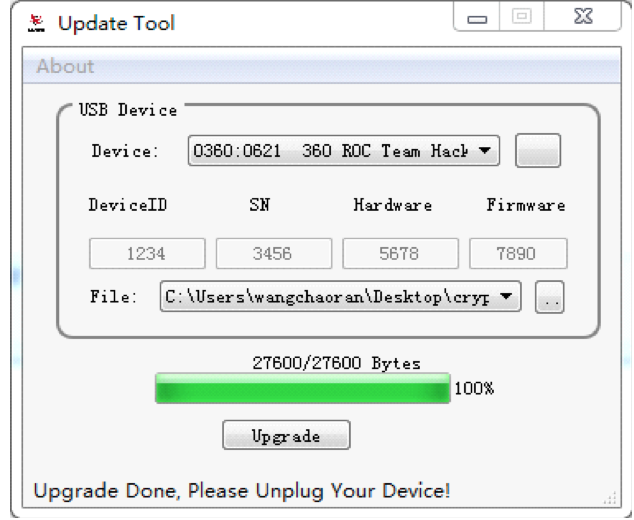 Update Tool
About
USB Device
Device: 0360:0621 360 ROC Team Hack
DeviceID SN Hardware Firmware
1234 3456 5678 7890
File: C:\Users\wangchaoran\Desktop\cryp ..
27600/27600 Bytes
100%
Upgrade
Upgrade Done, Please Unplug Your Device!